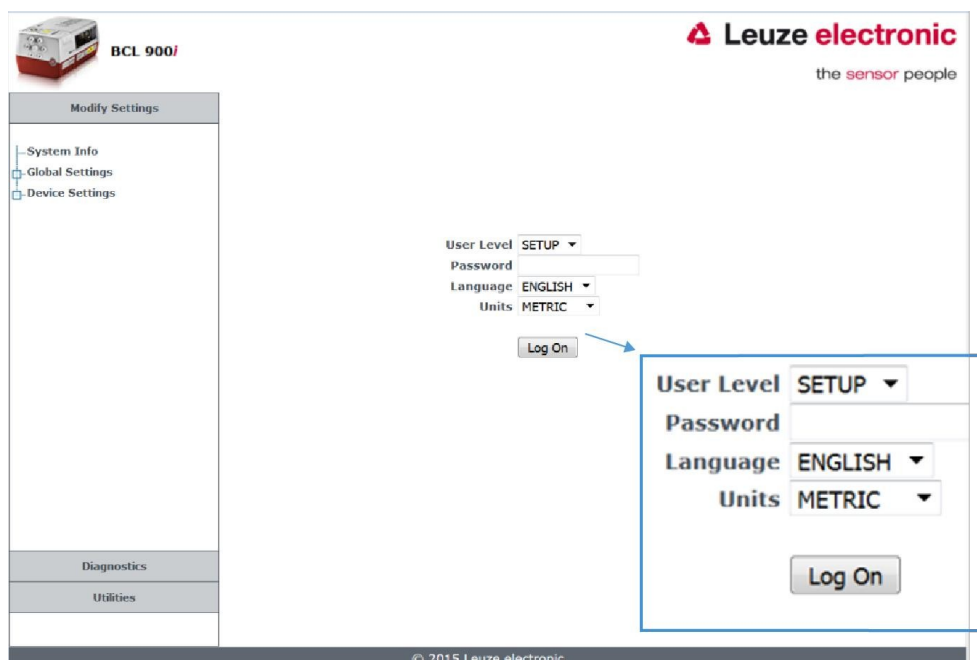 BCL 900i
Leuze electronic
the sensor people
Modify Settings
System Info
Global Settings
Device Settings
User Level SETUP
Password
Language ENGLISH
Units METRIC
Log On
User Level SETUP
Password
Language ENGLISH
Units METRIC
Log On
Diagnostics
Utilities
© 2015 Leuze electronic